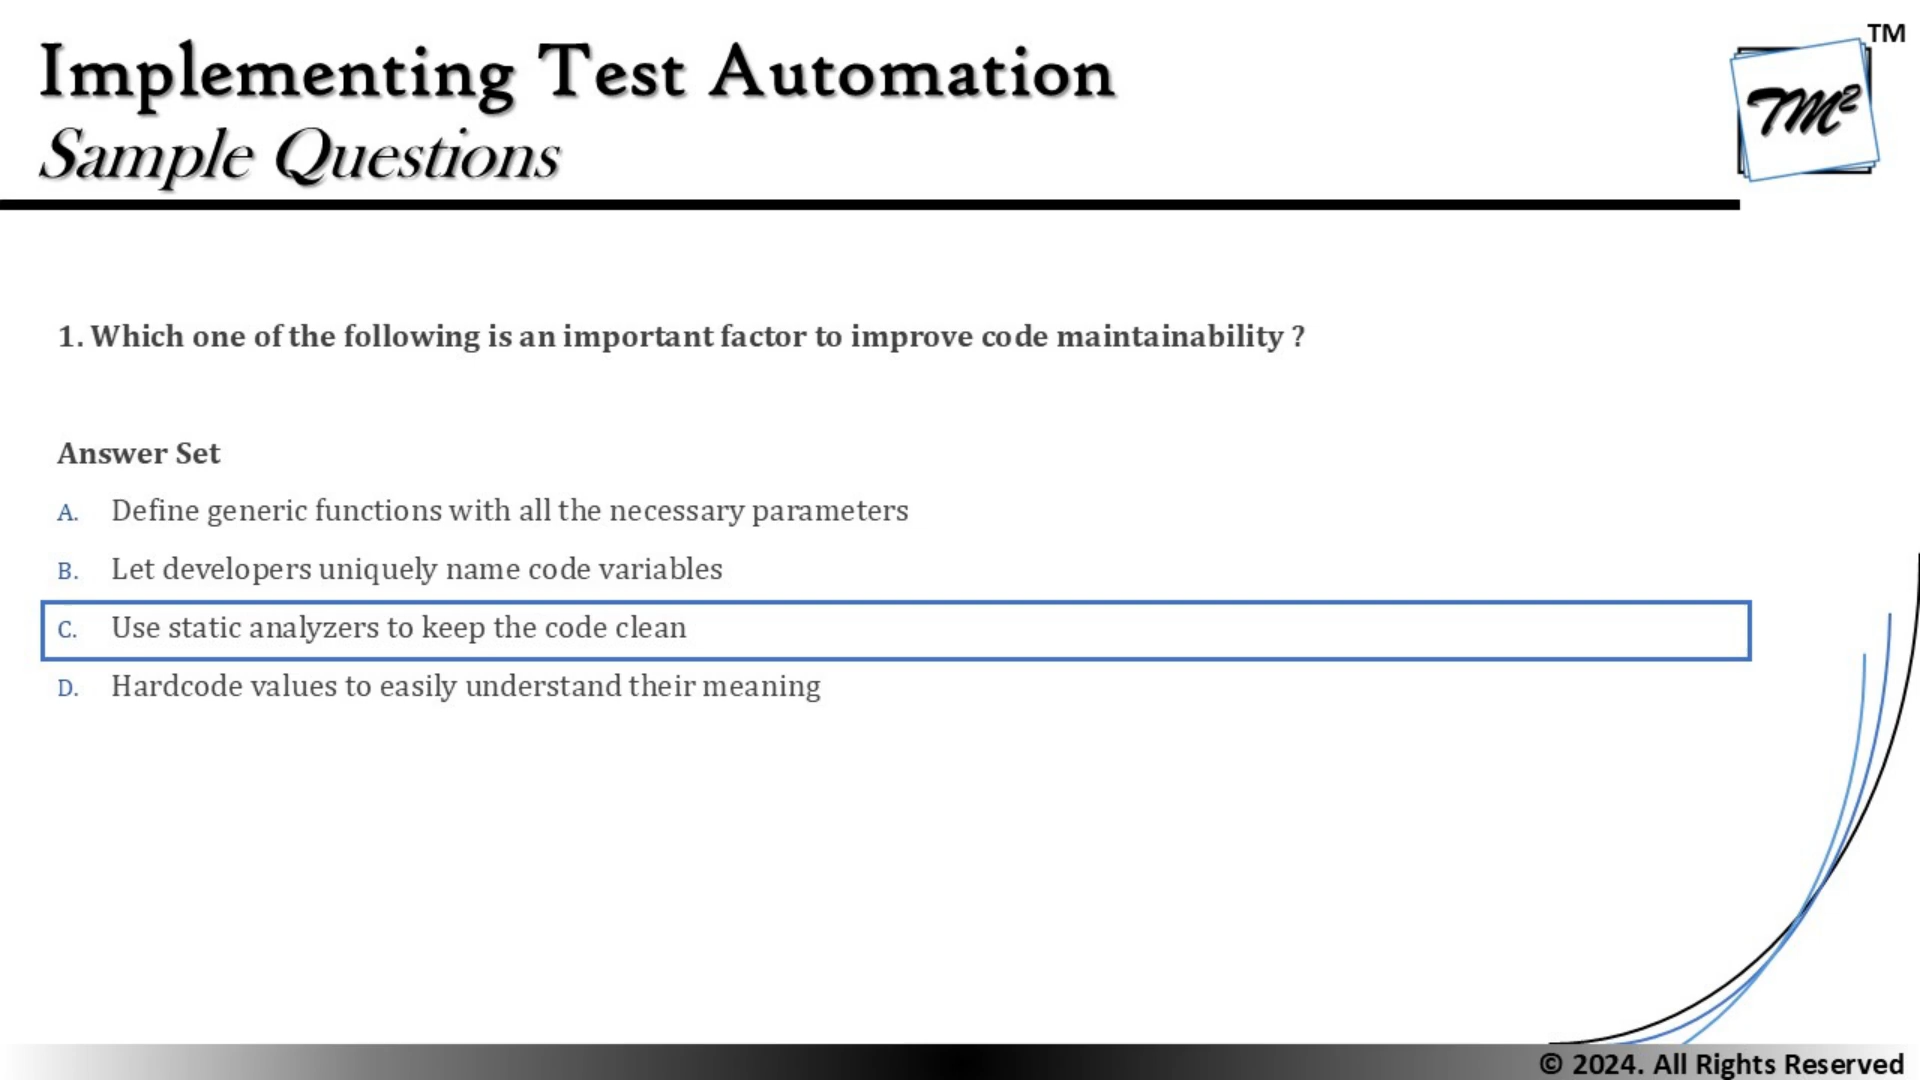 Implementing Test Automation
Sample Questions
TM
TM²
1. Which one of the following is an important factor to improve code maintainability ?
Answer Set
A. Define generic functions with all the necessary parameters
B. Let developers uniquely name code variables
C. Use static analyzers to keep the code clean
D. Hardcode values to easily understand their meaning
© 2024. All Rights Reserved